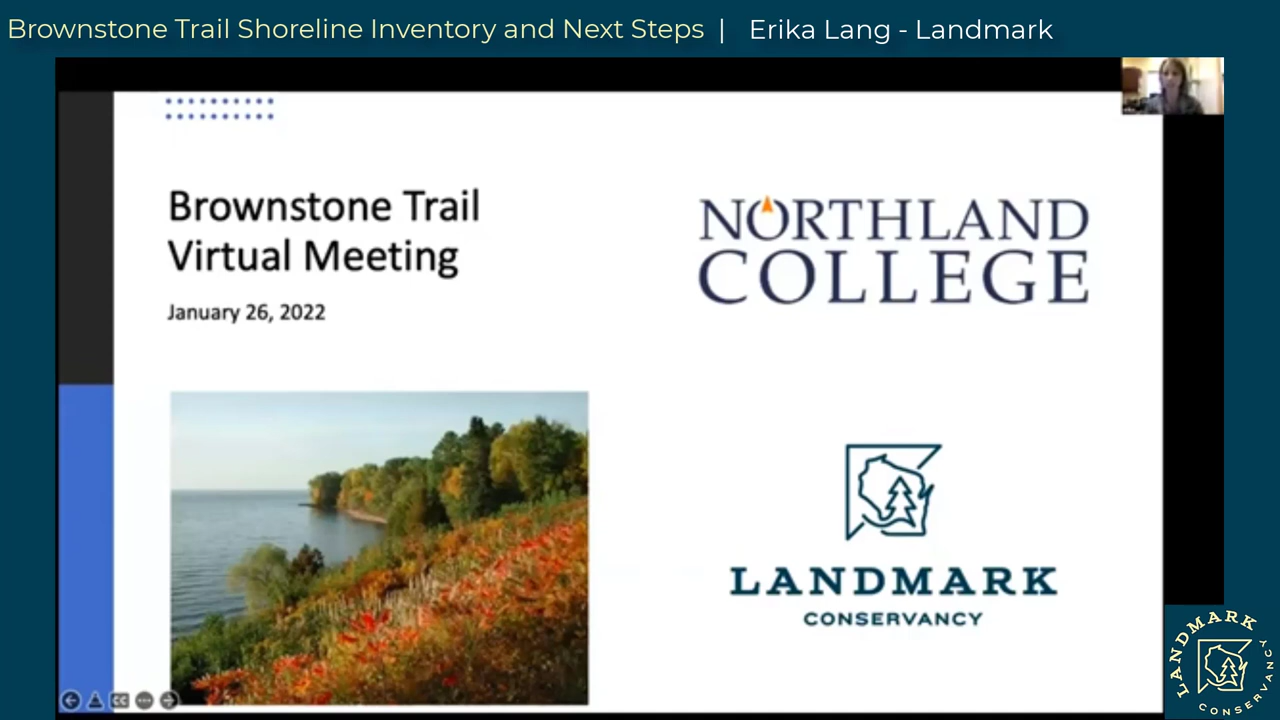 Brownstone Trail Shoreline Inventory and Next Steps | Erika Lang - Landmark
Brownstone Trail
Virtual Meeting
January 26, 2022
NORTHLAND
COLLEGE
LANDMARK
CONSERVANCY
CC
LANDMARK
CONSERVANCY